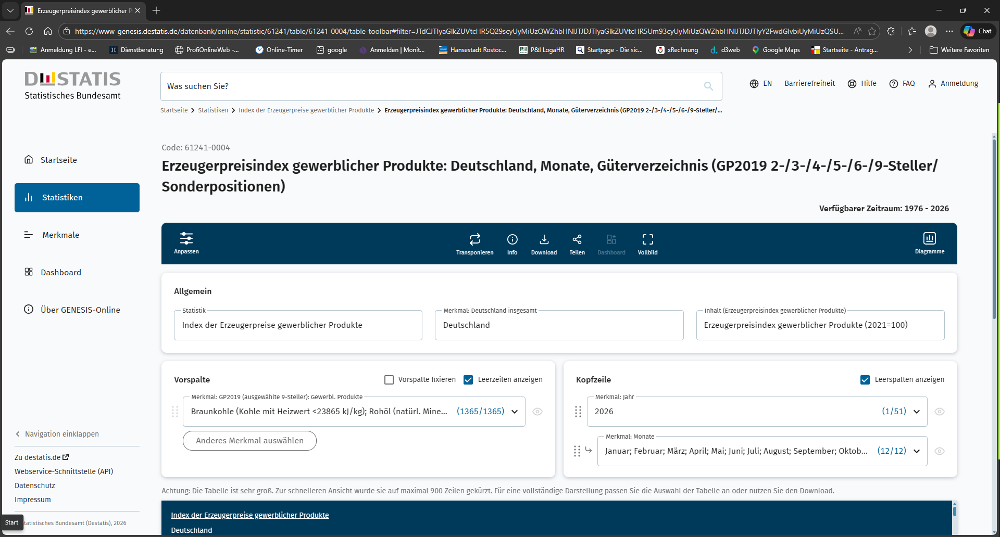 Erzeugerpreisindex gewerblicher P
https://www-genesis.destatis.de/datenbank/online/statistic/61241/table/61241-0004/table-toolbar#filter=
Chat
Anmeldung LFI - e...
Dienstberatung
ProfiOnlineWeb -...
Online-Timer
google
Anmelden | Monit...
Hansestadt Rostoc...
P&I LogaHR
Startpage - Die sic...
xRechnung
d3web
Google Maps
Startseite - Antrag...
Weitere Favoriten
DESTATIS
Statistisches Bundesamt
Was suchen Sie?
EN
Barrierefreiheit
Hilfe
FAQ
Anmeldung
Startseite > Statistiken > Index der Erzeugerpreise gewerblicher Produkte > Erzeugerpreisindex gewerblicher Produkte: Deutschland, Monate, Güterverzeichnis (GP2019 2-/3-/4-/5-/6-/9-Steller/...
Startseite
Statistiken
Merkmale
Dashboard
Über GENESIS-Online
Code: 61241-0004
Erzeugerpreisindex gewerblicher Produkte: Deutschland, Monate, Güterverzeichnis (GP2019 2-/3-/4-/5-/6-/9-Steller/
Sonderpositionen)
Verfügbarer Zeitraum: 1976 - 2026
Anpassen
Transponieren
Info
Download
Teilen
Dashboard
Vollbild
Diagramme
Allgemein
Statistik
Index der Erzeugerpreise gewerblicher Produkte
Merkmal: Deutschland insgesamt
Deutschland
Inhalt (Erzeugerpreisindex gewerblicher Produkte)
Erzeugerpreisindex gewerblicher Produkte (2021=100)
Vorspalte
Vorspalte fixieren
Leerzeilen anzeigen
Merkmal: GP2019 (ausgewählte 9-Steller): Gewerbl. Produkte
Braunkohle (Kohle mit Heizwert <23865 kJ/kg); Rohöl (natürl. Mine... (1365/1365)
Anderes Merkmal auswählen
Kopfzeile
Leerspalten anzeigen
Merkmal: Jahr
2026 (1/51)
Merkmal: Monate
Januar; Februar; März; April; Mai; Juni; Juli; August; September; Oktob... (12/12)
Achtung: Die Tabelle ist sehr groß. Zur schnelleren Ansicht wurde sie auf maximal 900 Zeilen gekürzt. Für eine vollständige Darstellung passen Sie die Auswahl der Tabelle an oder nutzen Sie den Download.
Index der Erzeugerpreise gewerblicher Produkte
Deutschland
Navigation einklappen
Zu destatis.de
Webservice-Schnittstelle (API)
Datenschutz
Impressum
Start
tatistisches Bundesamt (Destatis), 2026